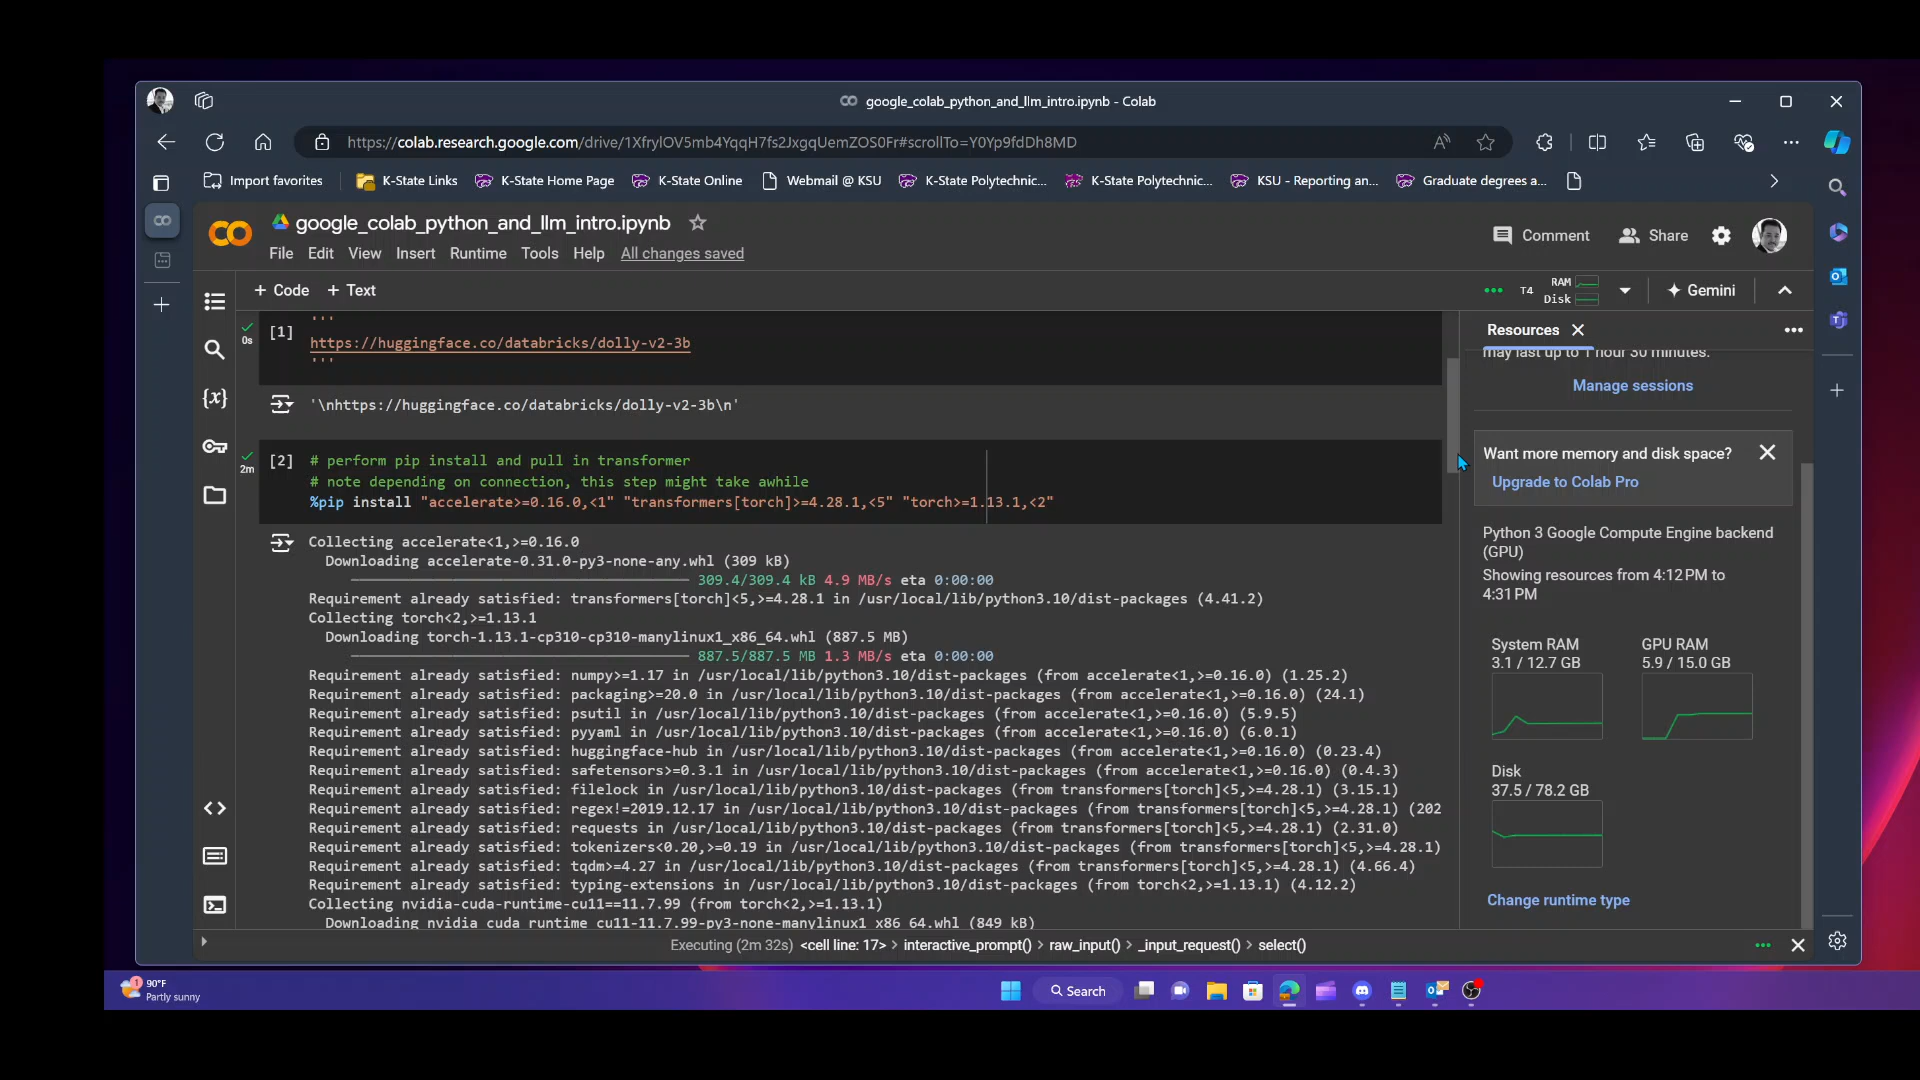 google_colab_python_and_llm_intro.ipynb - Colab
https://colab.research.google.com/drive/1XfrylOV5mb4YqqH7fs2JxgqUemZOS0Fr#scrollTo=Y0Yp9fdDh8MD
Import favorites
K-State Links
K-State Home Page
K-State Online
Webmail @ KSU
K-State Polytechnic...
K-State Polytechnic...
KSU - Reporting an...
Graduate degrees a...
google_colab_python_and_llm_intro.ipynb
File Edit View Insert Runtime Tools Help All changes saved
Comment
Share
+ Code + Text
T4
RAM
Disk
Gemini
[1]
0s
'''
https://huggingface.co/databricks/dolly-v2-3b
'''
'\nhttps://huggingface.co/databricks/dolly-v2-3b\n'
[2]
2m
# perform pip install and pull in transformer
# note depending on connection, this step might take awhile
%pip install "accelerate>=0.16.0,<1" "transformers[torch]>=4.28.1,<5" "torch>=1.13.1,<2"
Collecting accelerate<1,>=0.16.0
Downloading accelerate-0.31.0-py3-none-any.whl (309 kB)
309.4/309.4 kB 4.9 MB/s eta 0:00:00
Requirement already satisfied: transformers[torch]<5,>=4.28.1 in /usr/local/lib/python3.10/dist-packages (4.41.2)
Collecting torch<2,>=1.13.1
Downloading torch-1.13.1-cp310-cp310-manylinux1_x86_64.whl (887.5 MB)
887.5/887.5 MB 1.3 MB/s eta 0:00:00
Requirement already satisfied: numpy>=1.17 in /usr/local/lib/python3.10/dist-packages (from accelerate<1,>=0.16.0) (1.25.2)
Requirement already satisfied: packaging>=20.0 in /usr/local/lib/python3.10/dist-packages (from accelerate<1,>=0.16.0) (24.1)
Requirement already satisfied: psutil in /usr/local/lib/python3.10/dist-packages (from accelerate<1,>=0.16.0) (5.9.5)
Requirement already satisfied: pyyaml in /usr/local/lib/python3.10/dist-packages (from accelerate<1,>=0.16.0) (6.0.1)
Requirement already satisfied: huggingface-hub in /usr/local/lib/python3.10/dist-packages (from accelerate<1,>=0.16.0) (0.23.4)
Requirement already satisfied: safetensors>=0.3.1 in /usr/local/lib/python3.10/dist-packages (from accelerate<1,>=0.16.0) (0.4.3)
Requirement already satisfied: filelock in /usr/local/lib/python3.10/dist-packages (from transformers[torch]<5,>=4.28.1) (3.15.1)
Requirement already satisfied: regex!=2019.12.17 in /usr/local/lib/python3.10/dist-packages (from transformers[torch]<5,>=4.28.1) (202
Requirement already satisfied: requests in /usr/local/lib/python3.10/dist-packages (from transformers[torch]<5,>=4.28.1) (2.31.0)
Requirement already satisfied: tokenizers<0.20,>=0.19 in /usr/local/lib/python3.10/dist-packages (from transformers[torch]<5,>=4.28.1)
Requirement already satisfied: tqdm>=4.27 in /usr/local/lib/python3.10/dist-packages (from transformers[torch]<5,>=4.28.1) (4.66.4)
Requirement already satisfied: typing-extensions in /usr/local/lib/python3.10/dist-packages (from torch<2,>=1.13.1) (4.12.2)
Collecting nvidia-cuda-runtime-cu11==11.7.99 (from torch<2,>=1.13.1)
Downloading nvidia_cuda_runtime_cu11-11.7.99-py3-none-manylinux1_x86_64.whl (849 kB)
Resources
may last up to 1 hour 30 minutes.
Manage sessions
Want more memory and disk space?
Upgrade to Colab Pro
Python 3 Google Compute Engine backend
(GPU)
Showing resources from 4:12 PM to
4:31 PM
System RAM
3.1 / 12.7 GB
GPU RAM
5.9 / 15.0 GB
Disk
37.5 / 78.2 GB
Change runtime type
Executing (2m 32s) <cell line: 17> > interactive_prompt() > raw_input() > _input_request() > select()
1
90°F
Partly sunny
Search